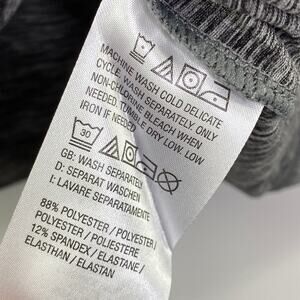 MACHINE WASH COLD DELICATE
CYCLE. WASH SEPARATELY. ONLY
NON-CHLORINE BLEACH WHEN
NEEDED. TUMBLE DRY LOW. LOW
IRON IF NEEDED
30
GB: WASH SEPARATELY
D: SEPARAT WASCHEN
I: LAVARE SEPARATAMENTE
88% POLYESTER / POLYESTER /
POLYESTER / POLIESTERE
12% SPANDEX / ELASTANE /
ELASTHAN / ELASTAN